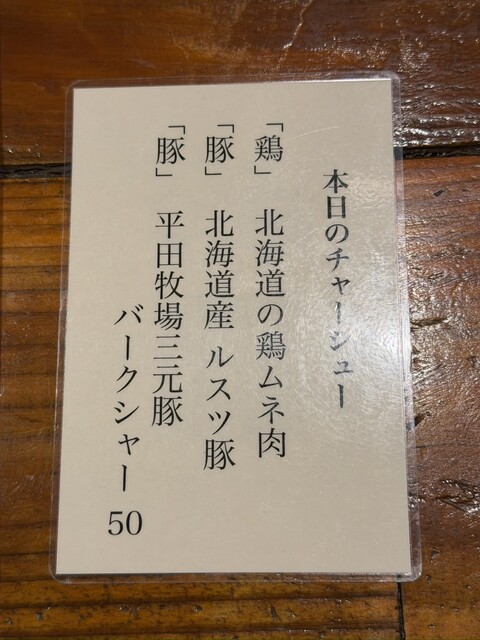 本日のチャーシュー
「鶏」 北海道の鶏ムネ肉
「豚」 北海道産 ルスツ豚
「豚」 平田牧場三元豚
バークシャー 50